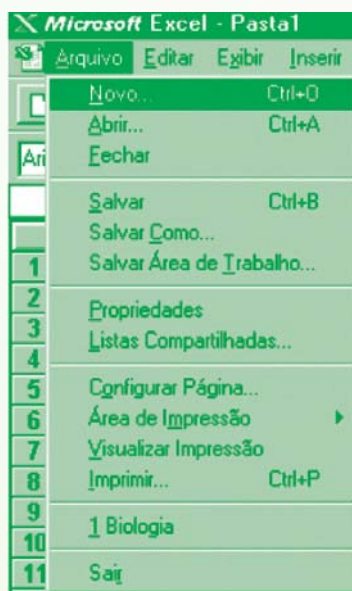 Microsoft Excel - Pasta1
Arquivo Editar Exibir Inserir
Novo... Ctrl+O
Abrir... Ctrl+A
Fechar
Ari
Salvar Ctrl+B
Salvar Como...
1 Salvar Área de Trabalho...
2 Propriedades
3 Listas Compartilhadas...
4
5 Configurar Página...
6 Área de Impressão
7 Visualizar Impressão
8 Imprimir... Ctrl+P
9
10 1 Biologia
11 Sair